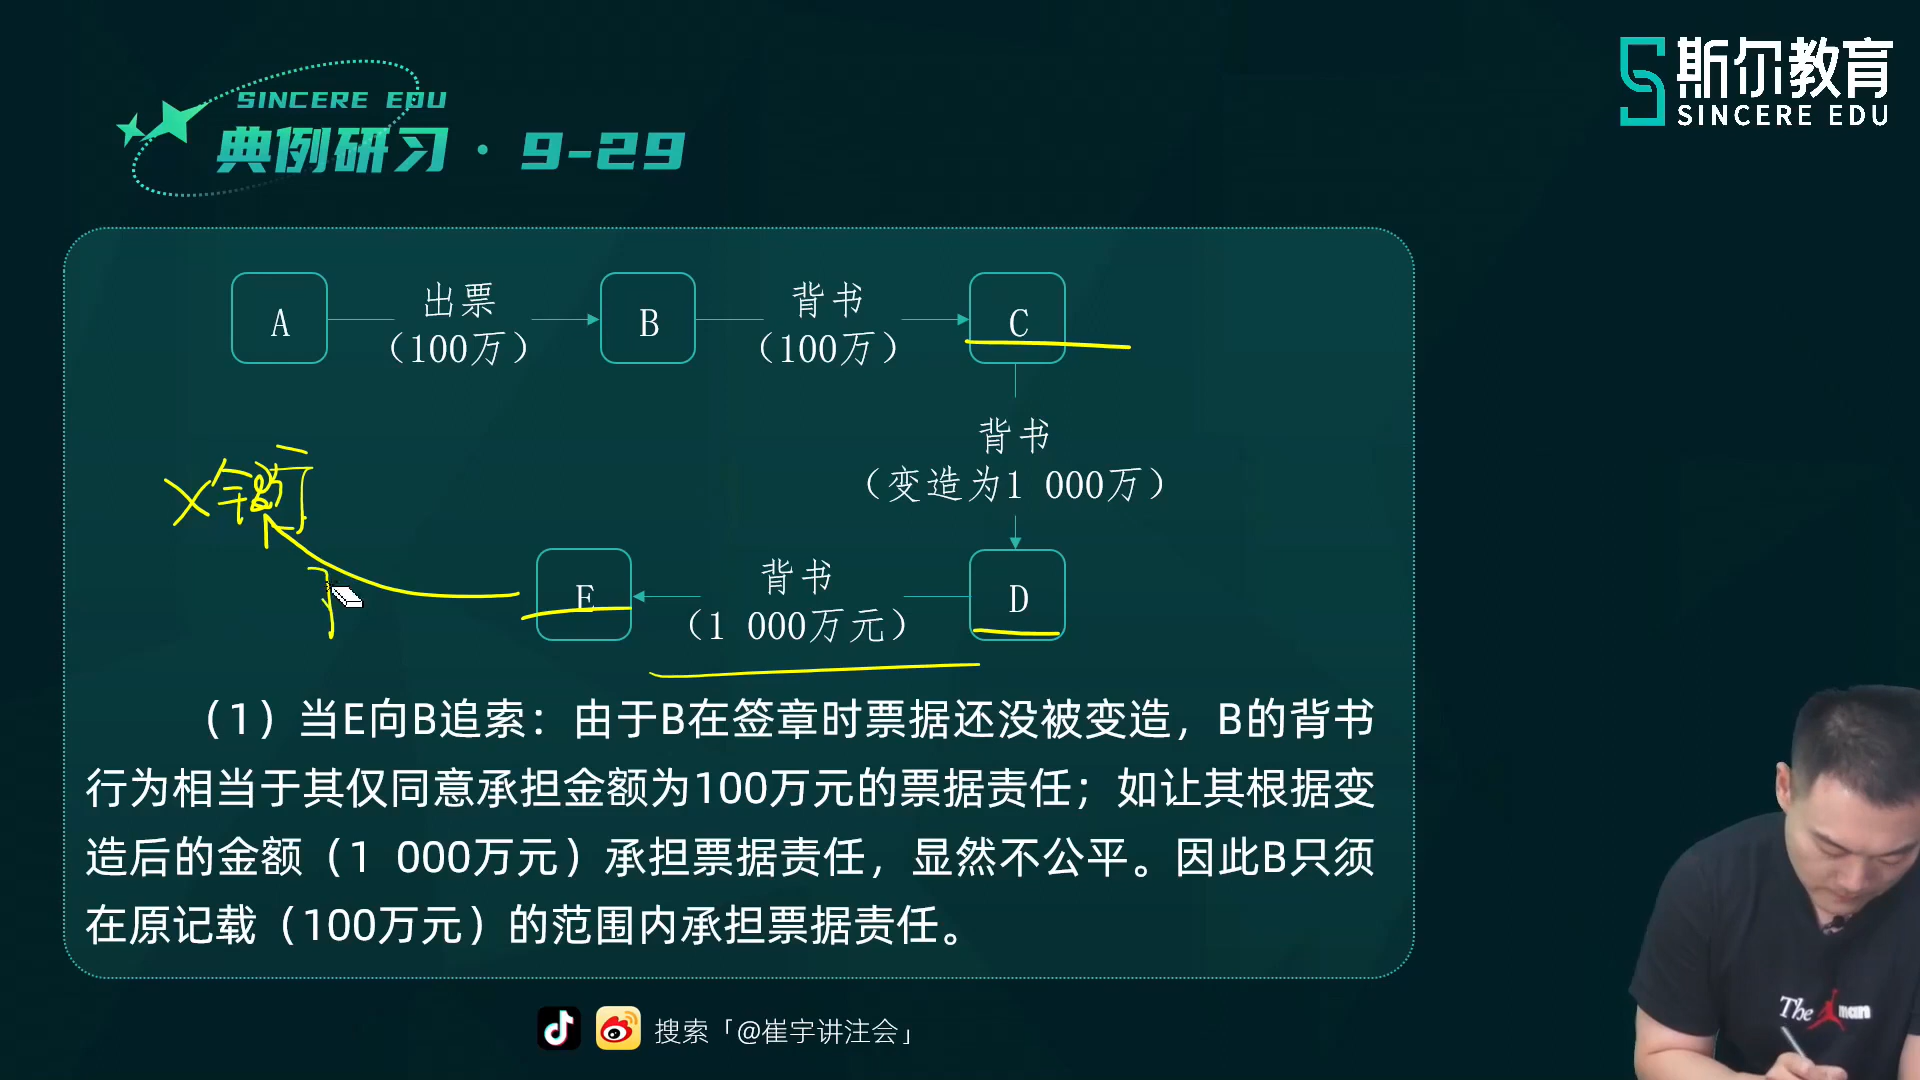 SINCERE EDU
典例研习·9-29
斯尔教育
SINCERE EDU
A
出票
(100万)
B
背书
(100万)
C
背书
(变造为1 000万)
X金额
E
背书
(1 000万元)
D
(1)当E向B追索：由于B在签章时票据还没被变造，B的背书
行为相当于其仅同意承担金额为100万元的票据责任；如让其根据变
造后的金额（1 000万元）承担票据责任，显然不公平。因此B只须
在原记载（100万元）的范围内承担票据责任。
搜索「@崔宇讲注会」
The man